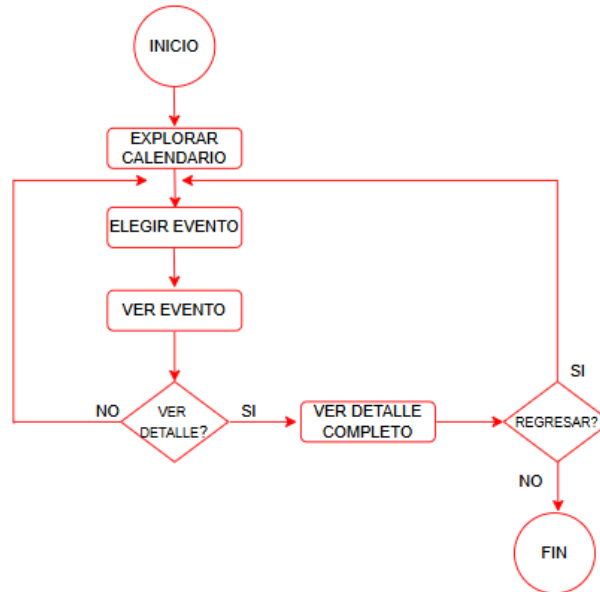 INICIO
EXPLORAR
CALENDARIO
ELEGIR EVENTO
VER EVENTO
NO
VER
DETALLE?
SI
VER DETALLE
COMPLETO
REGRESAR?
SI
NO
FIN